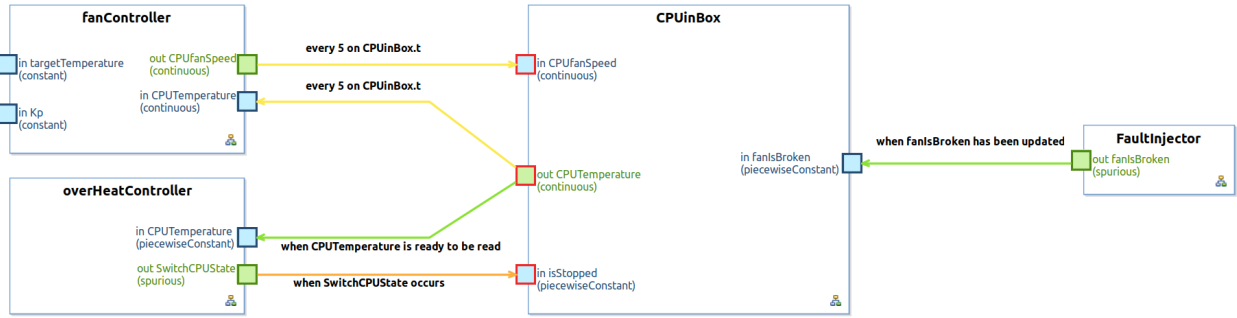 fanController
in targetTemperature
(constant)
out CPUfanSpeed
(continuous)
in CPUTemperature
(continuous)
in Kp
(constant)
every 5 on CPUinBox.t
every 5 on CPUinBox.t
CPUinBox
in CPUfanSpeed
(continuous)
out CPUTemperature
(continuous)
in fanIsBroken
(piecewiseConstant)
in isStopped
(piecewiseConstant)
when fanIsBroken has been updated
FaultInjector
out fanIsBroken
(spurious)
overHeatController
in CPUTemperature
(piecewiseConstant)
out SwitchCPUState
(spurious)
when CPUTemperature is ready to be read
when SwitchCPUState occurs